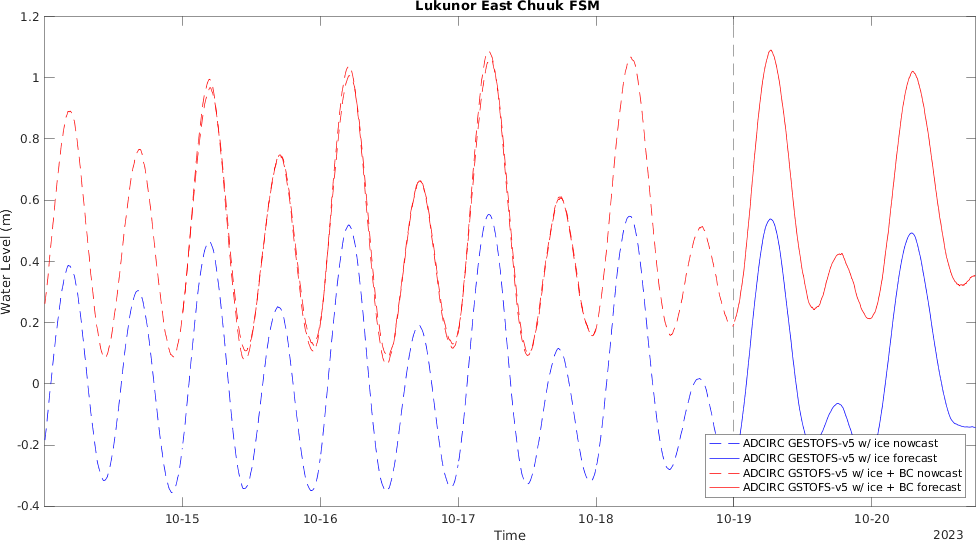 Lukunor East Chuuk FSM
1.2
1
0.8
0.6
0.4
0.2
0
-0.2
-0.4
Water Level (m)
10-15
10-16
10-17
10-18
10-19
10-20
Time
2023
ADCIRC GESTOFS-v5 w/ ice nowcast
ADCIRC GESTOFS-v5 w/ ice forecast
ADCIRC GSTOFS-v5 w/ ice + BC nowcast
ADCIRC GSTOFS-v5 w/ ice + BC forecast